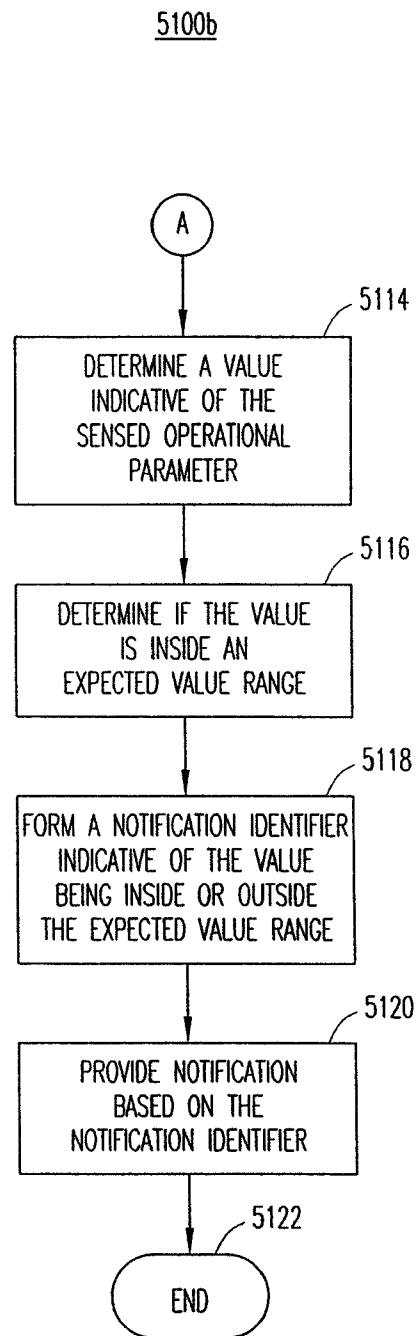 5100b
A
5114
DETERMINE A VALUE
INDICATIVE OF THE
SENSED OPERATIONAL
PARAMETER
5116
DETERMINE IF THE VALUE
IS INSIDE AN
EXPECTED VALUE RANGE
5118
FORM A NOTIFICATION IDENTIFIER
INDICATIVE OF THE VALUE
BEING INSIDE OR OUTSIDE
THE EXPECTED VALUE RANGE
5120
PROVIDE NOTIFICATION
BASED ON THE
NOTIFICATION IDENTIFIER
5122
END